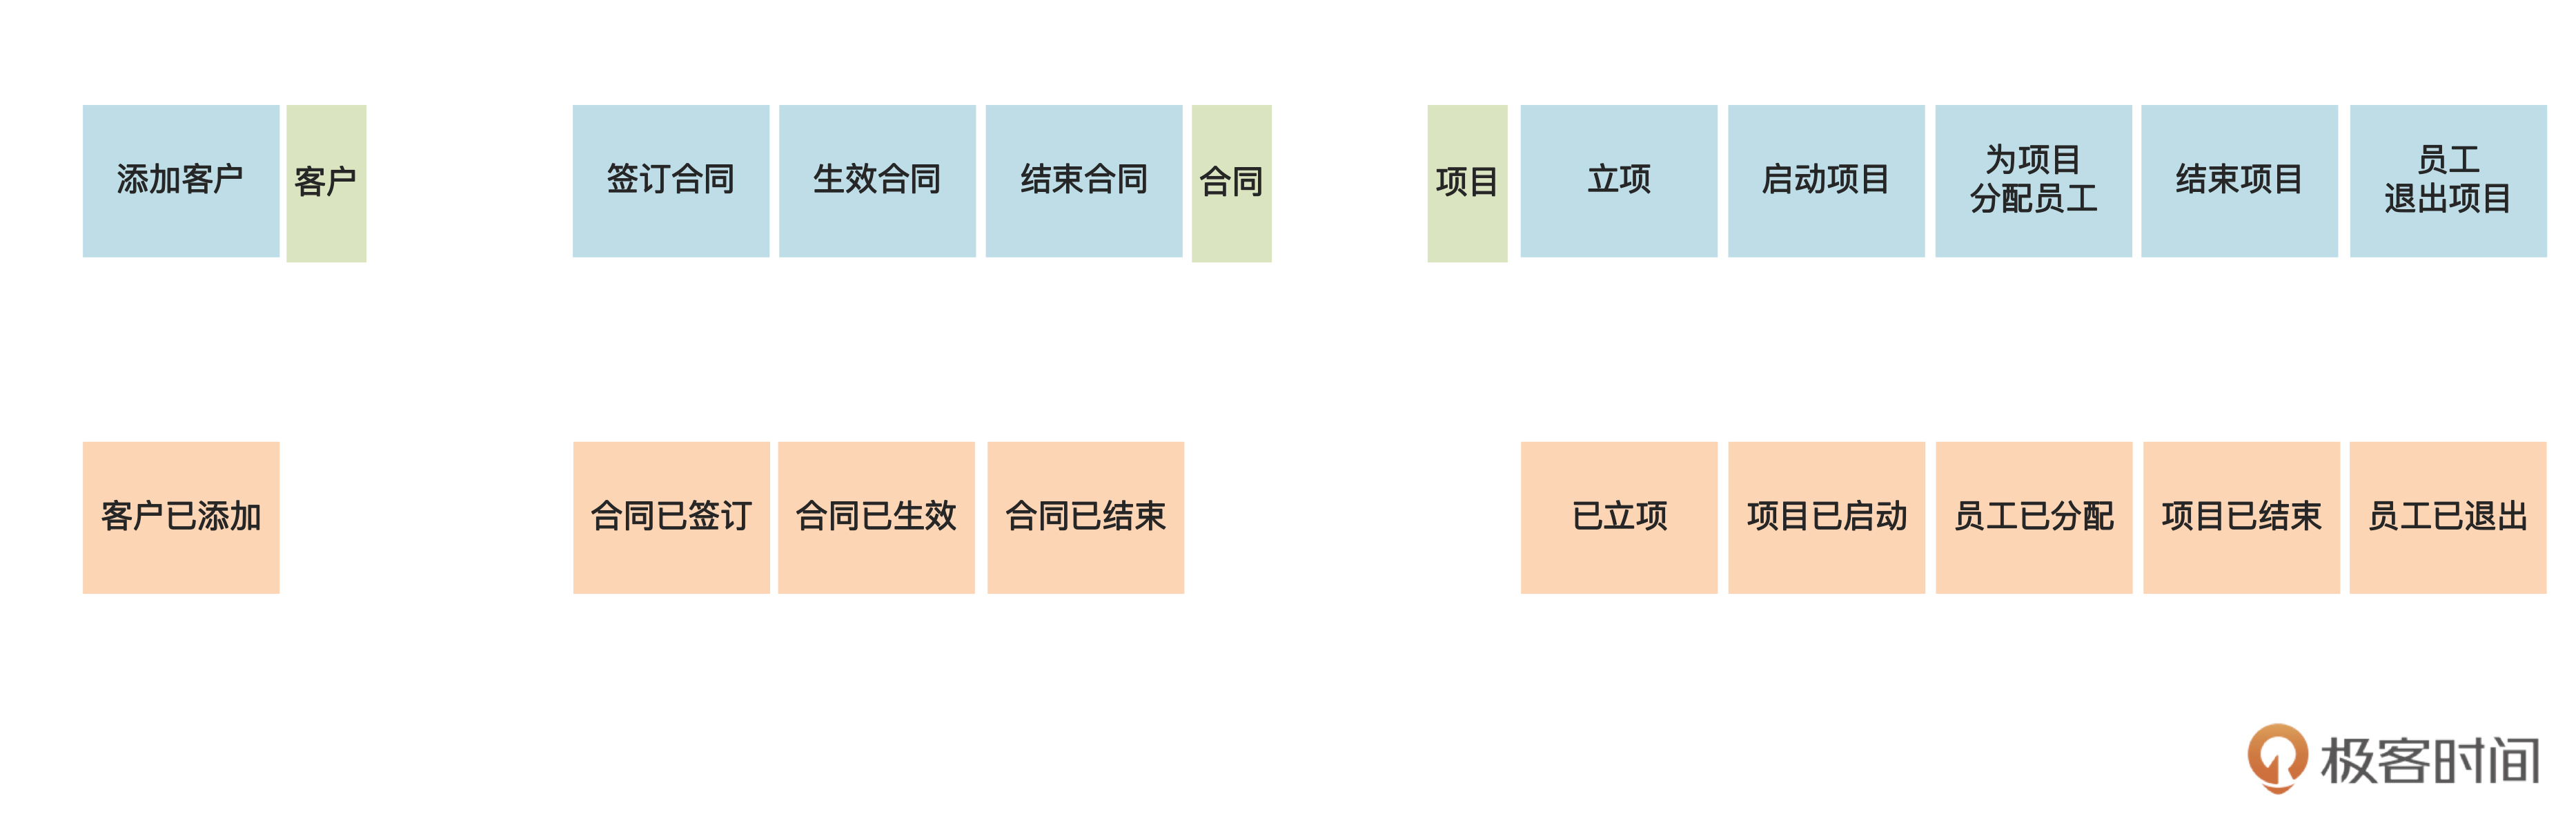 添加客户
客户
签订合同
生效合同
结束合同
合同
项目
立项
启动项目
为项目
分配员工
结束项目
员工
退出项目
客户已添加
合同已签订
合同已生效
合同已结束
已立项
项目已启动
员工已分配
项目已结束
员工已退出
极客时间